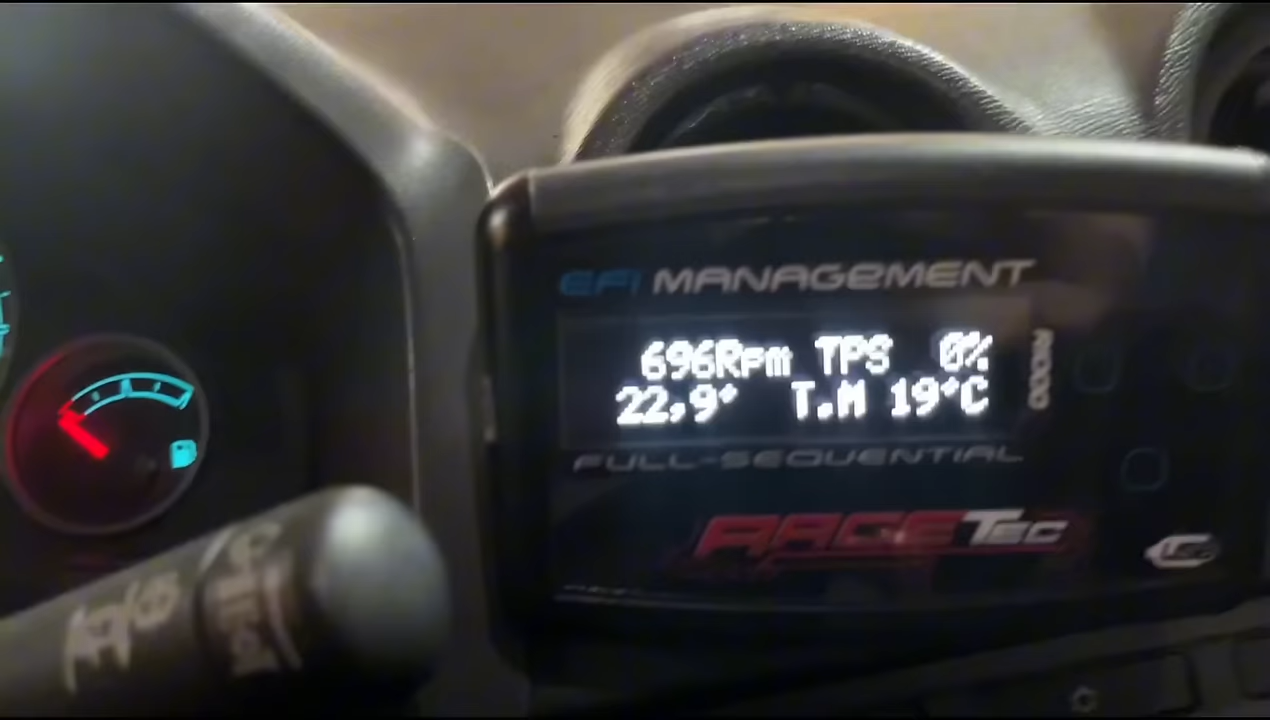 EFI MANAGEMENT
696Rpm TPS 0%
22,9° T.M 19°C
FULL-SEQUENTIAL
RACETEC